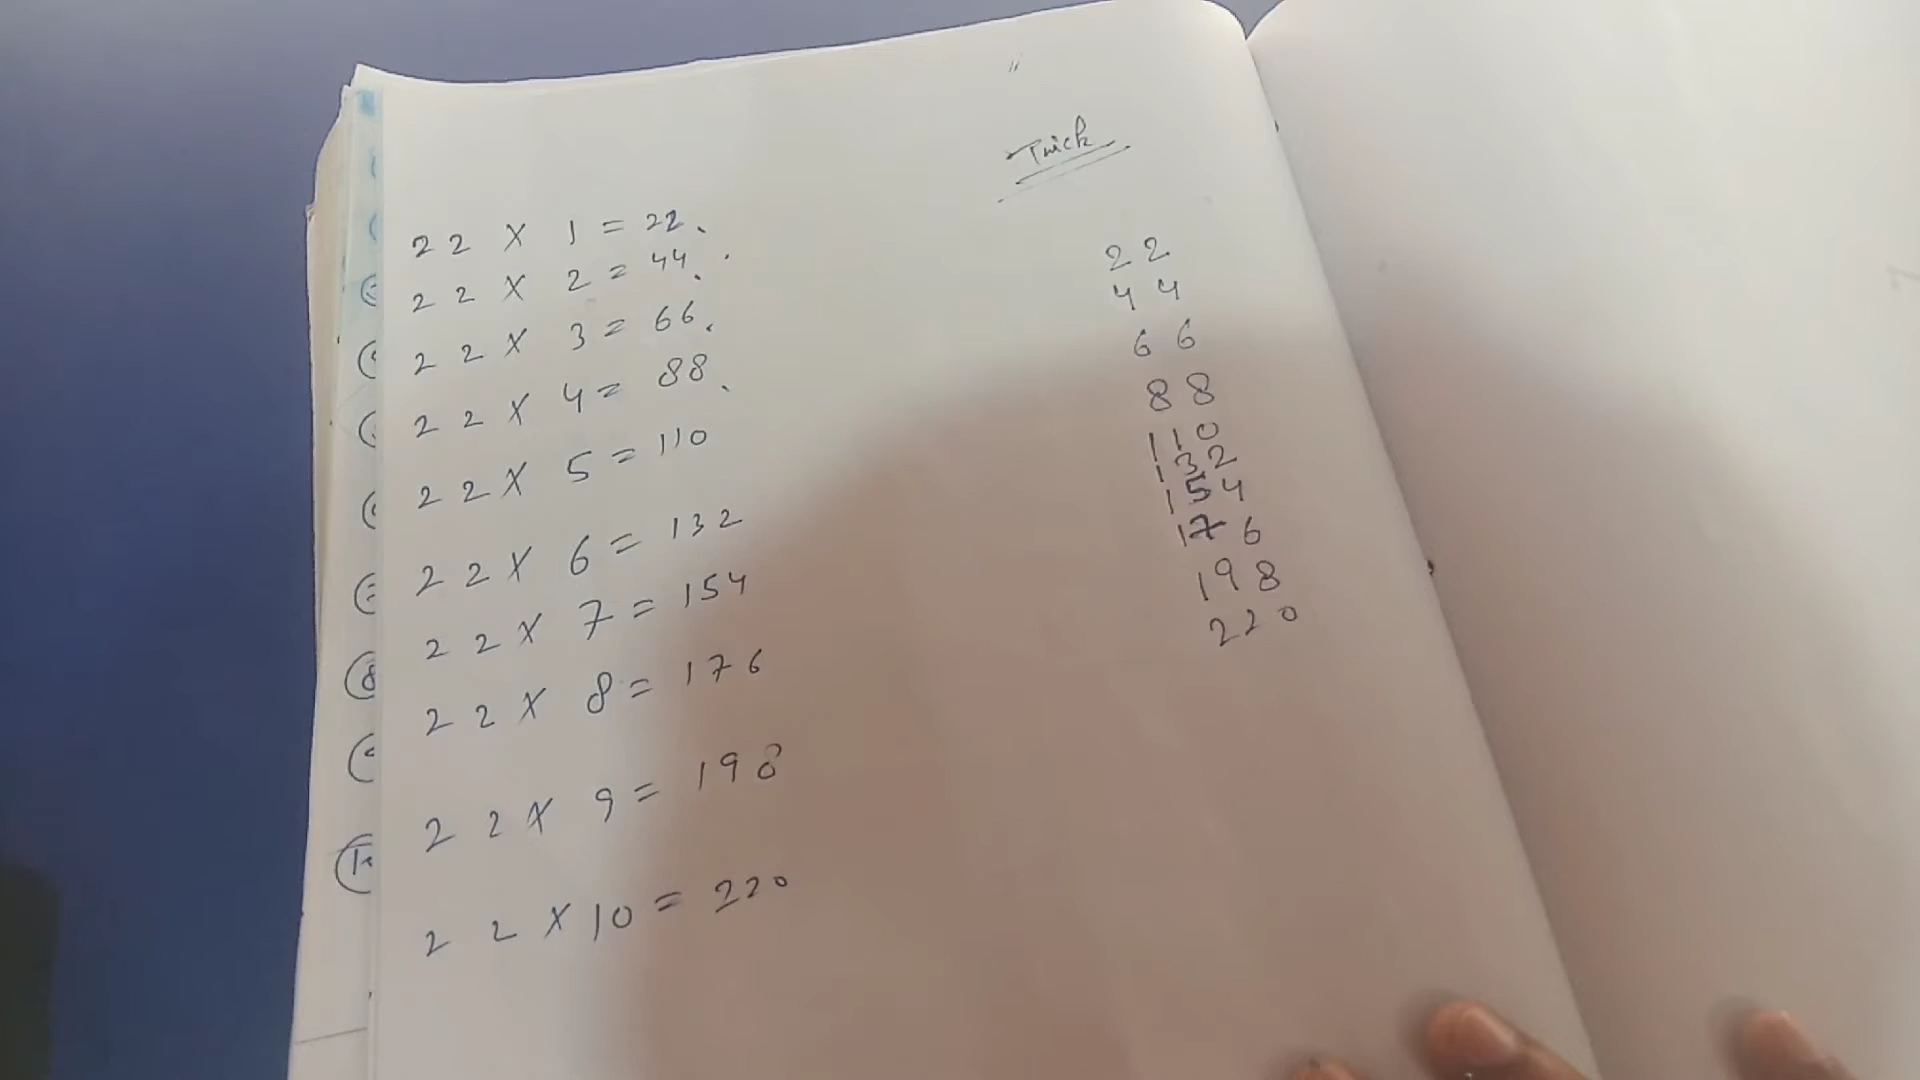 Trick
22 X 1 = 22
22 X 2 = 44
22 X 3 = 66
22 X 4 = 88
22 X 5 = 110
22 X 6 = 132
22 X 7 = 154
22 X 8 = 176
22 X 9 = 198
22 X 10 = 220
22
44
66
88
110
132
154
176
198
220